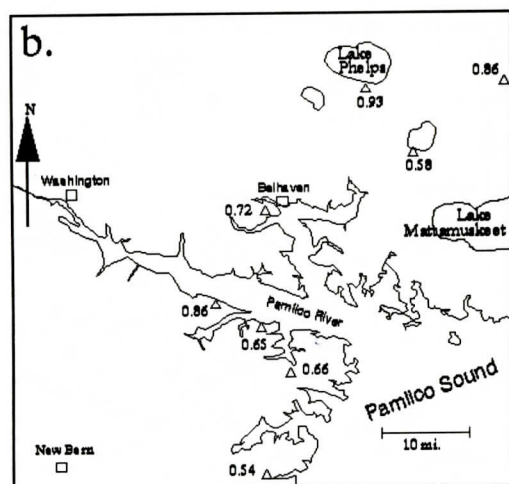 b.
Lake
Phelps
0.86
0.93
N
0.58
Washington
Belhaven
0.72
Lake
Mattamuskeet
0.86
Pamlico River
0.65
0.66
Pamlico Sound
10 mi.
New Bern
0.54